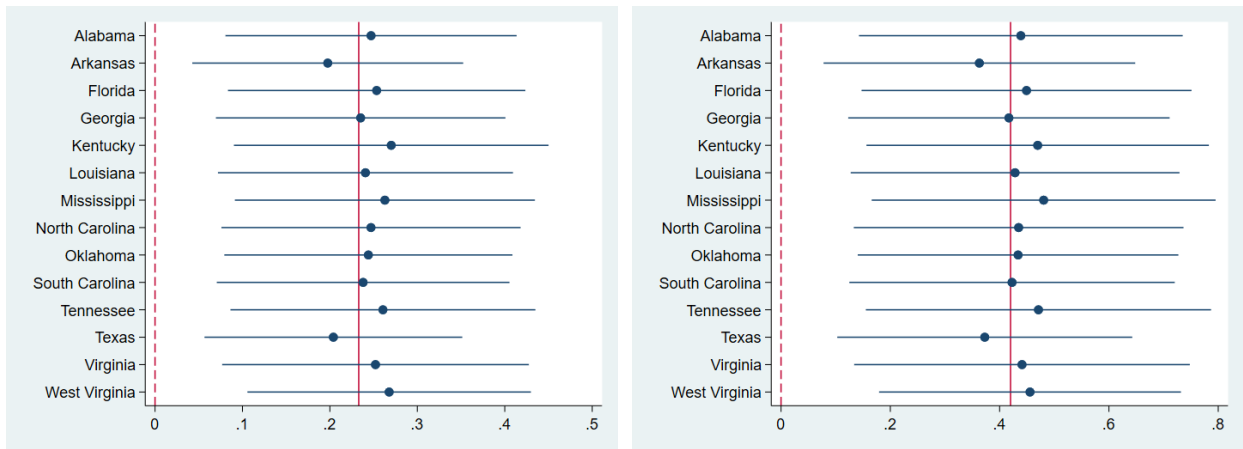 Alabama
Arkansas
Florida
Georgia
Kentucky
Louisiana
Mississippi
North Carolina
Oklahoma
South Carolina
Tennessee
Texas
Virginia
West Virginia
0 .1 .2 .3 .4 .5
Alabama
Arkansas
Florida
Georgia
Kentucky
Louisiana
Mississippi
North Carolina
Oklahoma
South Carolina
Tennessee
Texas
Virginia
West Virginia
0 .2 .4 .6 .8